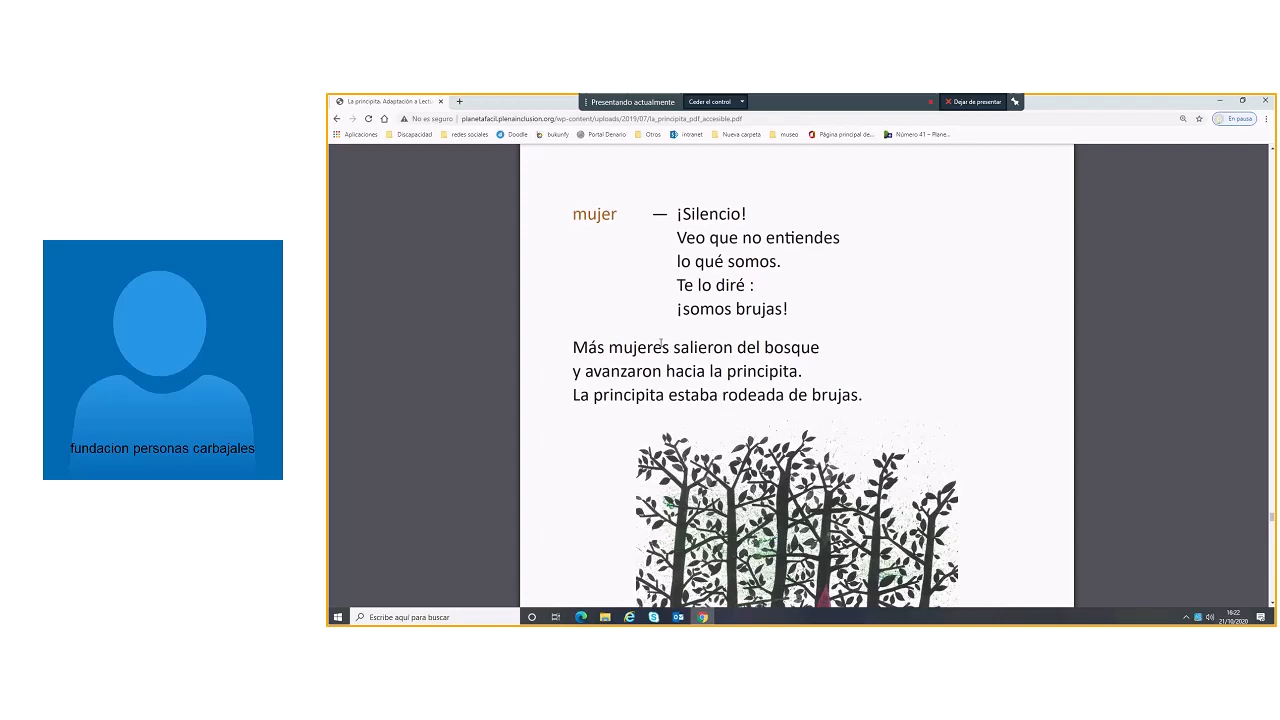 La principita. Adaptación a Lectu
Presentando actualmente
Ceder el control
Dejar de presentar
No es seguro
planetafacil.plenainclusion.org/wp-content/uploads/2019/07/la_principita_pdf_accesible.pdf
En pausa
Aplicaciones
Discapacidad
redes sociales
Doodle
bukunfy
Portal Denario
Otros
intranet
Nueva carpeta
museo
Página principal de...
Número 41 – Plane...
mujer — ¡Silencio!
Veo que no entiendes
lo qué somos.
Te lo diré :
¡somos brujas!
Más mujeres salieron del bosque
y avanzaron hacia la principita.
La principita estaba rodeada de brujas.
fundacion personas carbajales
Escribe aquí para buscar
16:22
21/10/2020